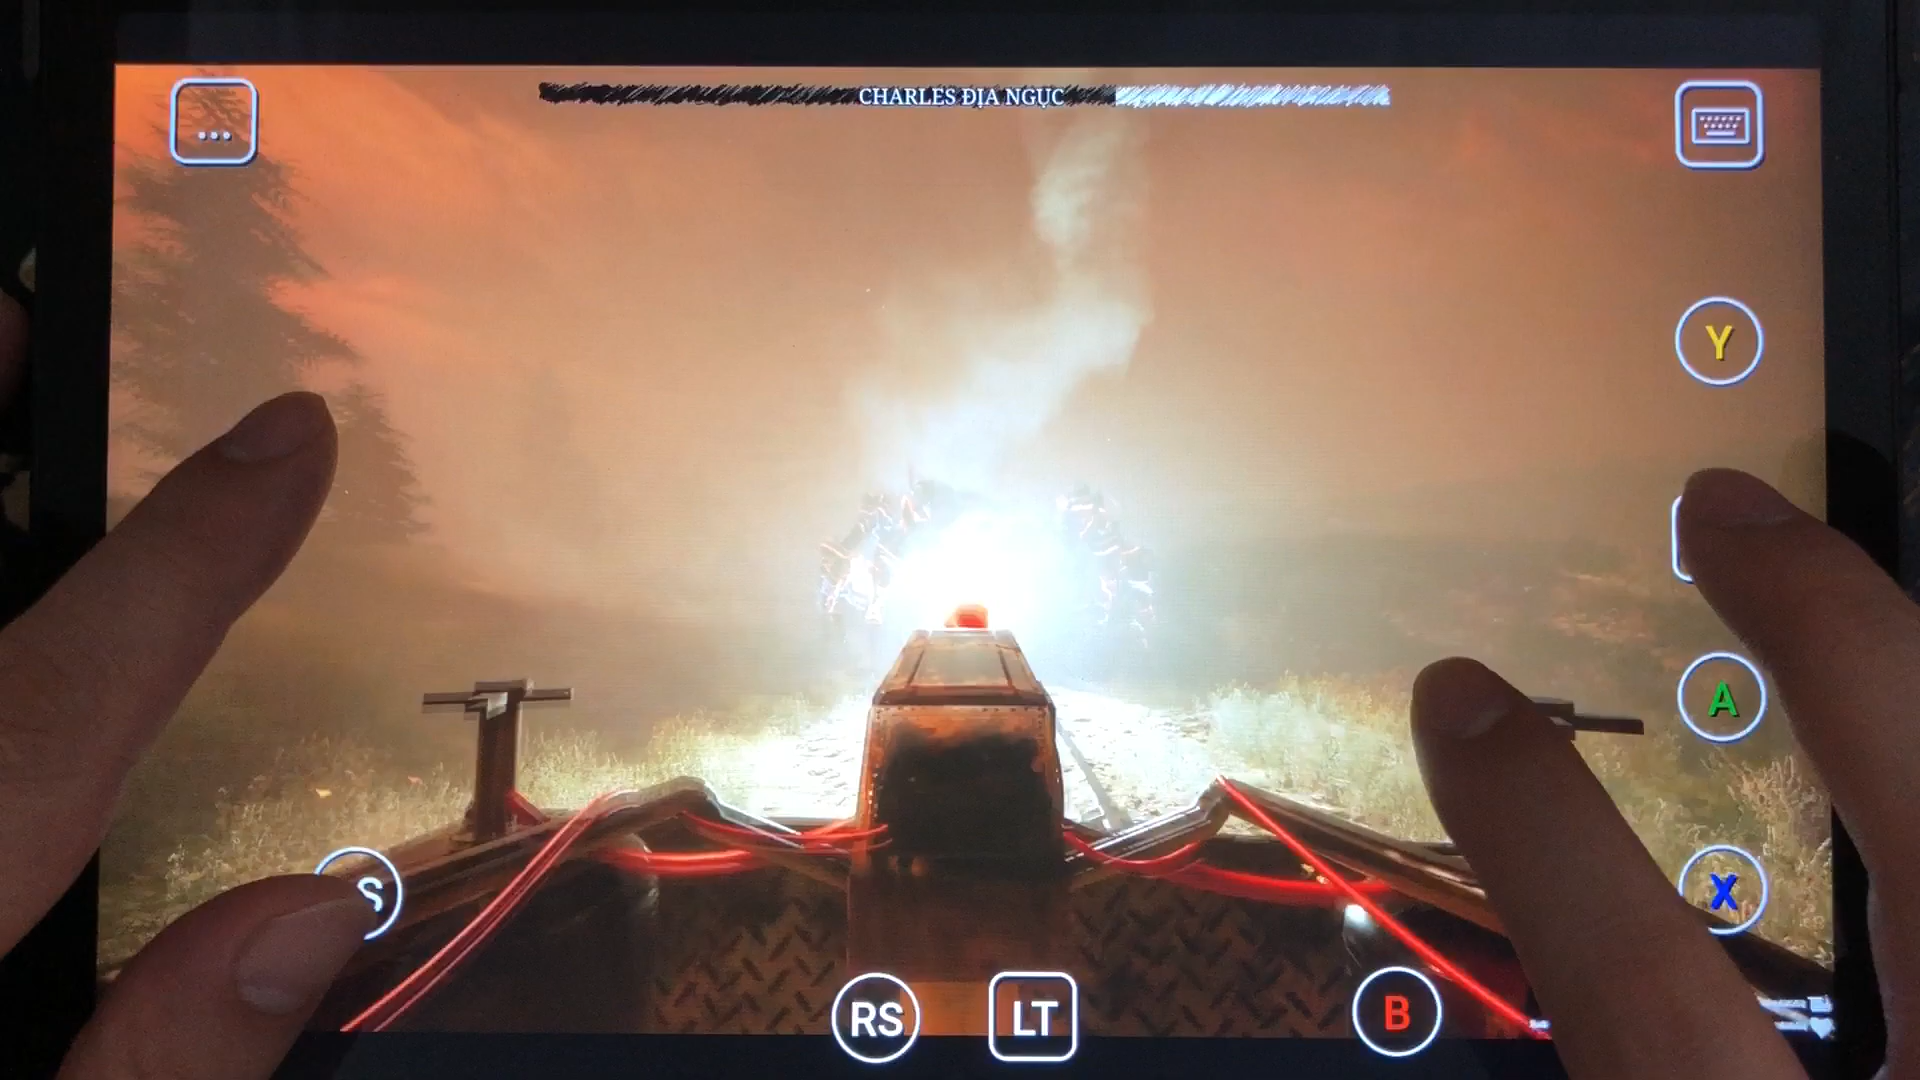 CHARLES ĐỊA NGỤC
...
Y
A
S
X
RS
LT
B